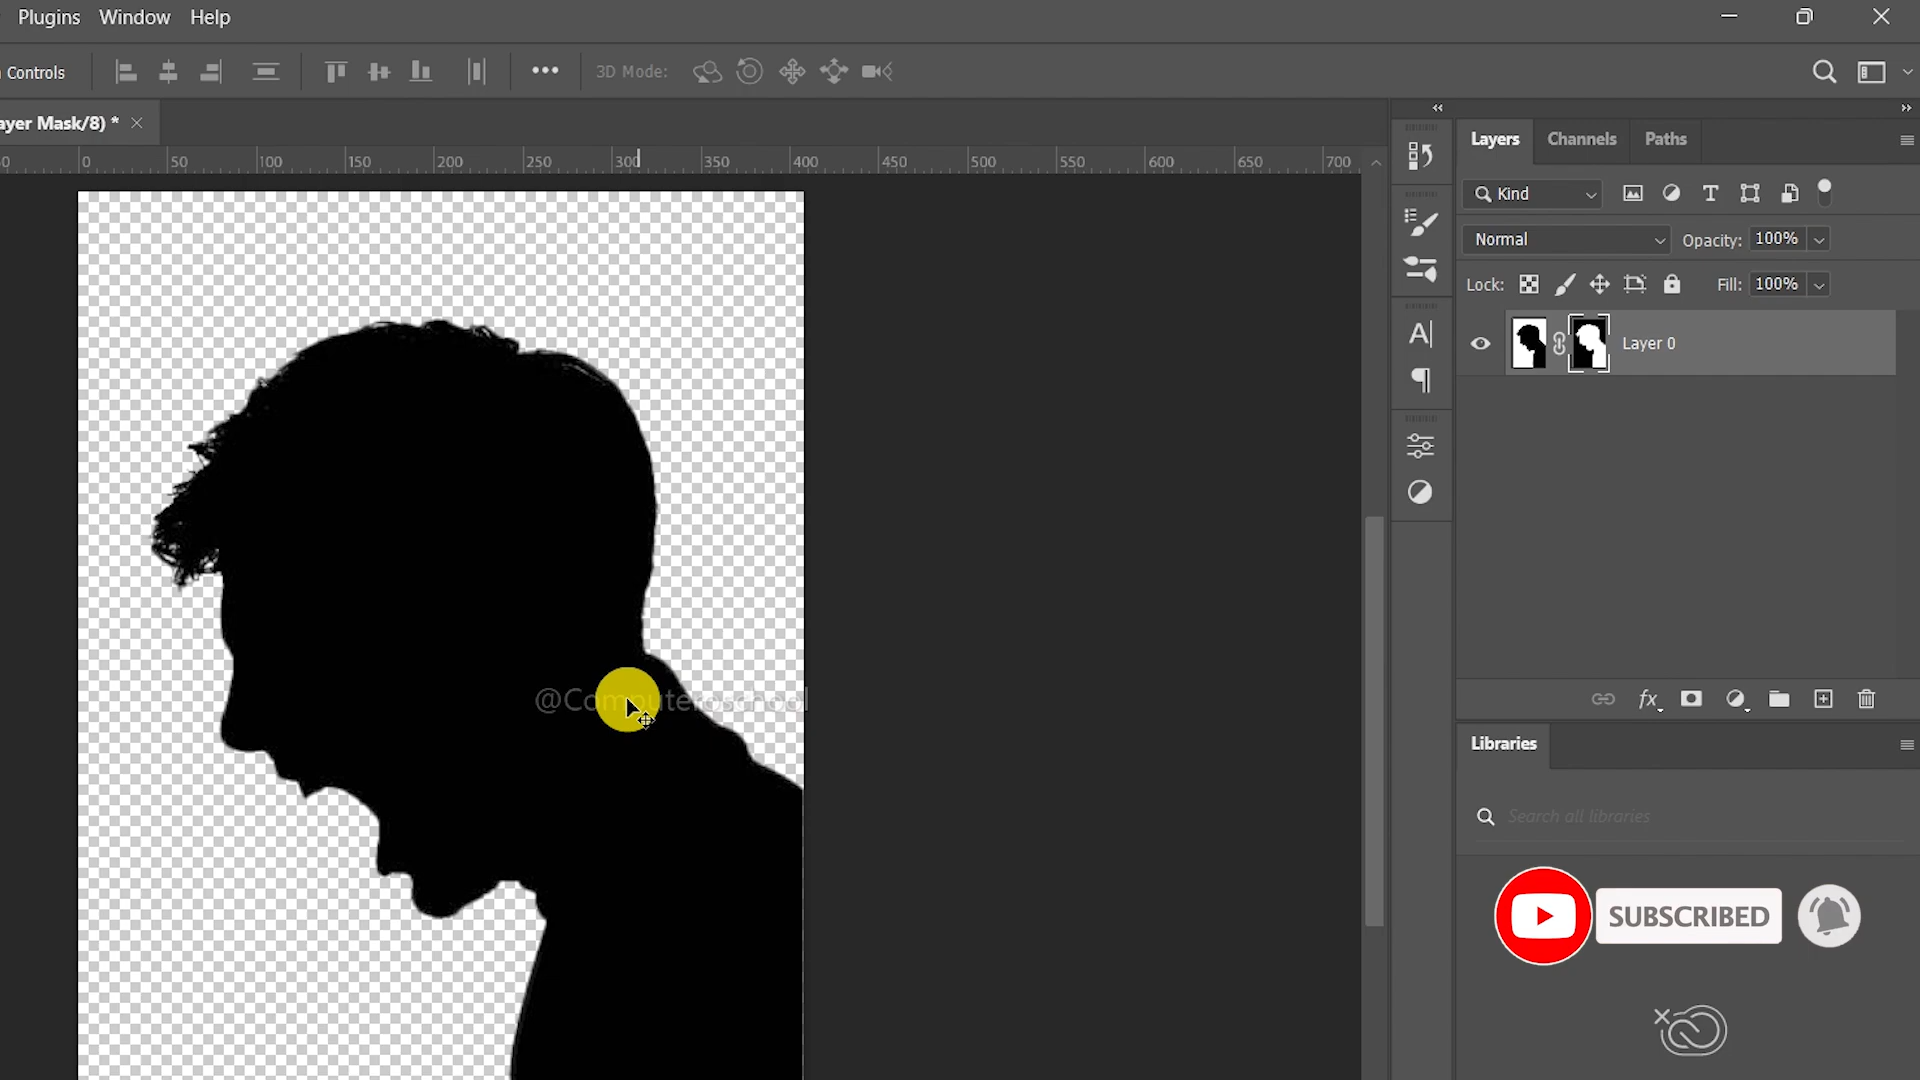 Plugins Window Help
Controls
3D Mode:
ayer Mask/8) *
0 0 50 100 150 200 250 300 350 400 450 500 550 600 650 700
Layers Channels Paths
Kind
Normal Opacity: 100%
Lock: Fill: 100%
Layer 0
@Computeroschool
fx
Libraries
Search all libraries
SUBSCRIBED